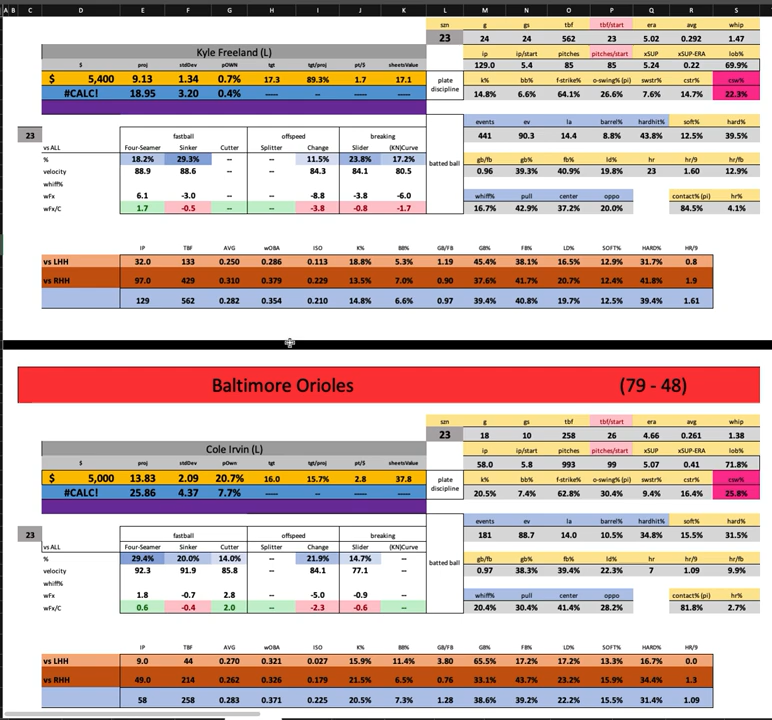 A B C D E F G H I J K L M N O P Q R S
szn g gs tbf tbf/start era avg whip
23 24 24 562 23 5.02 0.292 1.47
Kyle Freeland (L) ip ip/start pitches pitches/start xSUP xSUP-ERA lob%
$ proj stdDev pOWN tgt tgt/proj pt/$ sheetsValue 129.0 5.4 85 85 5.24 0.22 69.9%
$ 5,400 9.13 1.34 0.7% 17.3 89.3% 1.7 17.1 plate discipline k% bb% f-strike% o-swing% (pi) swstr% cstr% csw%
#CALC! 18.95 3.20 0.4% ----- -- ----- ----- 14.8% 6.6% 64.1% 26.6% 7.6% 14.7% 22.3%
events ev la barrel% hardhit% soft% hard%
23 fastball offspeed breaking 441 90.3 14.4 8.8% 43.8% 12.5% 39.5%
vs ALL Four-Seamer Sinker Cutter Splitter Change Slider (KN)Curve batted ball
% 18.2% 29.3% -- -- 11.5% 23.8% 17.2% gb/fb gb% fb% ld% hr hr/9 hr/fb
velocity 88.9 88.6 -- -- 84.3 84.1 80.5 0.96 39.3% 40.9% 19.8% 23 1.60 12.9%
whiff%
wFx 6.1 -3.0 -8.8 -3.8 -6.0 whiff% pull center oppo contact% (pi) hr%
wFx/C 1.7 -0.5 -- -- -3.8 -0.8 -1.7 16.7% 42.9% 37.2% 20.0% 84.5% 4.1%
IP TBF AVG wOBA ISO K% BB% GB/FB GB% FB% LD% SOFT% HARD% HR/9
vs LHH 32.0 133 0.250 0.286 0.113 18.8% 5.3% 1.19 45.4% 38.1% 16.5% 12.9% 31.7% 0.8
vs RHH 97.0 429 0.310 0.379 0.229 13.5% 7.0% 0.90 37.6% 41.7% 20.7% 12.4% 41.8% 1.9
129 562 0.282 0.354 0.210 14.8% 6.6% 0.97 39.4% 40.8% 19.7% 12.5% 39.4% 1.61
Baltimore Orioles (79 - 48)
szn g gs tbf tbf/start era avg whip
23 18 10 258 26 4.66 0.261 1.38
Cole Irvin (L) ip ip/start pitches pitches/start xSUP xSUP-ERA lob%
$ proj stdDev pOwn tgt tgt/proj pt/$ sheetsValue 58.0 5.8 993 99 5.07 0.41 71.8%
$ 5,000 13.83 2.09 20.7% 16.0 15.7% 2.8 37.8 plate discipline k% bb% f-strike% o-swing% (pi) swstr% cstr% csw%
#CALC! 25.86 4.37 7.7% ----- -- ----- ----- 20.5% 7.4% 62.8% 30.4% 9.4% 16.4% 25.8%
events ev la barrel% hardhit% soft% hard%
23 fastball offspeed breaking 181 88.7 14.0 10.5% 34.8% 15.5% 31.5%
vs ALL Four-Seamer Sinker Cutter Splitter Change Slider (KN)Curve batted ball
% 29.4% 20.0% 14.0% -- 21.9% 14.7% -- gb/fb gb% fb% ld% hr hr/9 hr/fb
velocity 92.3 91.9 85.8 -- 84.1 77.1 -- 0.97 38.3% 39.4% 22.3% 7 1.09 9.9%
whiff%
wFx 1.8 -0.7 2.8 -5.0 -0.9 whiff% pull center oppo contact% (pi) hr%
wFx/C 0.6 -0.4 2.0 -- -2.3 -0.6 -- 20.4% 30.4% 41.4% 28.2% 81.8% 2.7%
IP TBF AVG wOBA ISO K% BB% GB/FB GB% FB% LD% SOFT% HARD% HR/9
vs LHH 9.0 44 0.270 0.321 0.027 15.9% 11.4% 3.80 65.5% 17.2% 17.2% 13.3% 16.7% 0.0
vs RHH 49.0 214 0.262 0.326 0.179 21.5% 6.5% 0.76 33.1% 43.7% 23.2% 15.9% 34.4% 1.3
58 258 0.283 0.371 0.225 20.5% 7.3% 1.28 38.6% 39.2% 22.2% 15.5% 31.4% 1.09